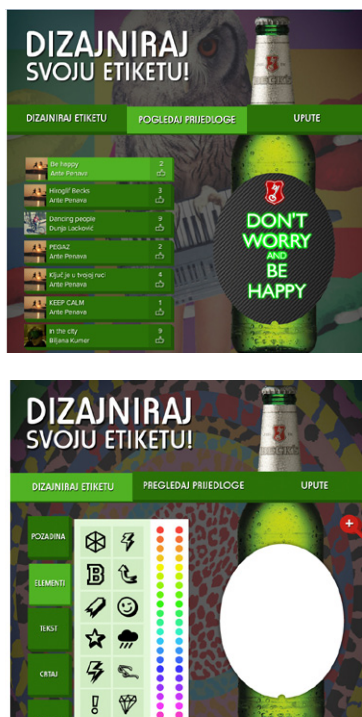 DIZAJNIRAJ
SVOJU ETIKETU!
DIZAJNIRAJ ETIKETU
POGLEDAJ PRIJEDLOGE
UPUTE
Be happy 2
Ante Penava
Hiroglif Becks 3
Ante Penava
Dancing people 9
Dunja Lacković
PEGAZ 2
Ante Penava
Ključ je u tvojoj ruci 4
Ante Penava
KEEP CALM 1
Ante Penava
In the city 9
Biljana Kumar
DON'T
WORRY
AND
BE
HAPPY
DIZAJNIRAJ
SVOJU ETIKETU!
DIZAJNIRAJ ETIKETU
PREGLEDAJ PRIJEDLOGE
UPUTE
POZADINA
ELEMENTI
TEKST
CRTAJ
B